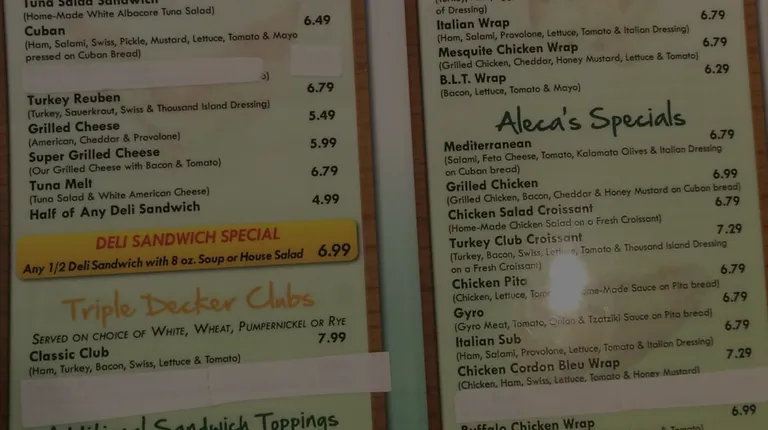 Tuna Salad Sandwich
(Home-Made White Albacore Tuna Salad)
Cuban 6.49
(Ham, Salami, Swiss, Pickle, Mustard, Lettuce, Tomato & Mayo
pressed on Cuban Bread)
Turkey Reuben 6.79
(Turkey, Sauerkraut, Swiss & Thousand Island Dressing)
Grilled Cheese 5.49
(American, Cheddar & Provolone)
Super Grilled Cheese 5.99
(Our Grilled Cheese with Bacon & Tomato)
Tuna Melt 6.79
(Tuna Salad & White American Cheese)
Half of Any Deli Sandwich 4.99
DELI SANDWICH SPECIAL
Any 1/2 Deli Sandwich with 8 oz. Soup or House Salad 6.99
Triple Decker Clubs
SERVED ON CHOICE OF WHITE, WHEAT, PUMPERNICKEL OR RYE
Classic Club 7.99
(Ham, Turkey, Bacon, Swiss, Lettuce & Tomato)
Additional Sandwich Toppings
of Dressing)
Italian Wrap 6.79
(Ham, Salami, Provolone, Lettuce, Tomato & Italian Dressing)
Mesquite Chicken Wrap 6.79
(Grilled Chicken, Cheddar, Honey Mustard, Lettuce & Tomato)
B.L.T. Wrap 6.29
(Bacon, Lettuce, Tomato & Mayo)
Aleca's Specials
Mediterranean 6.79
(Salami, Feta Cheese, Tomato, Kalamata Olives & Italian Dressing
on Cuban bread)
Grilled Chicken 6.99
(Grilled Chicken, Bacon, Cheddar & Honey Mustard on Cuban bread)
Chicken Salad Croissant 6.79
(Home-Made Chicken Salad on a Fresh Croissant)
Turkey Club Croissant 7.29
(Turkey, Bacon, Swiss, Lettuce, Tomato & Thousand Island Dressing
on a Fresh Croissant)
Chicken Pita 6.79
(Chicken, Lettuce, Sauce on Pita bread)
Gyro 6.79
(Gyro Meat, Tomato, Onion & Tzatziki Sauce on Pita bread)
Italian Sub 6.79
(Ham, Salami, Provolone, Lettuce, Tomato & Italian Dressing)
Chicken Cordon Bleu Wrap 7.29
(Chicken, Ham, Swiss, Lettuce, Tomato & Honey Mustard)
Buffalo Chicken Wrap 6.99